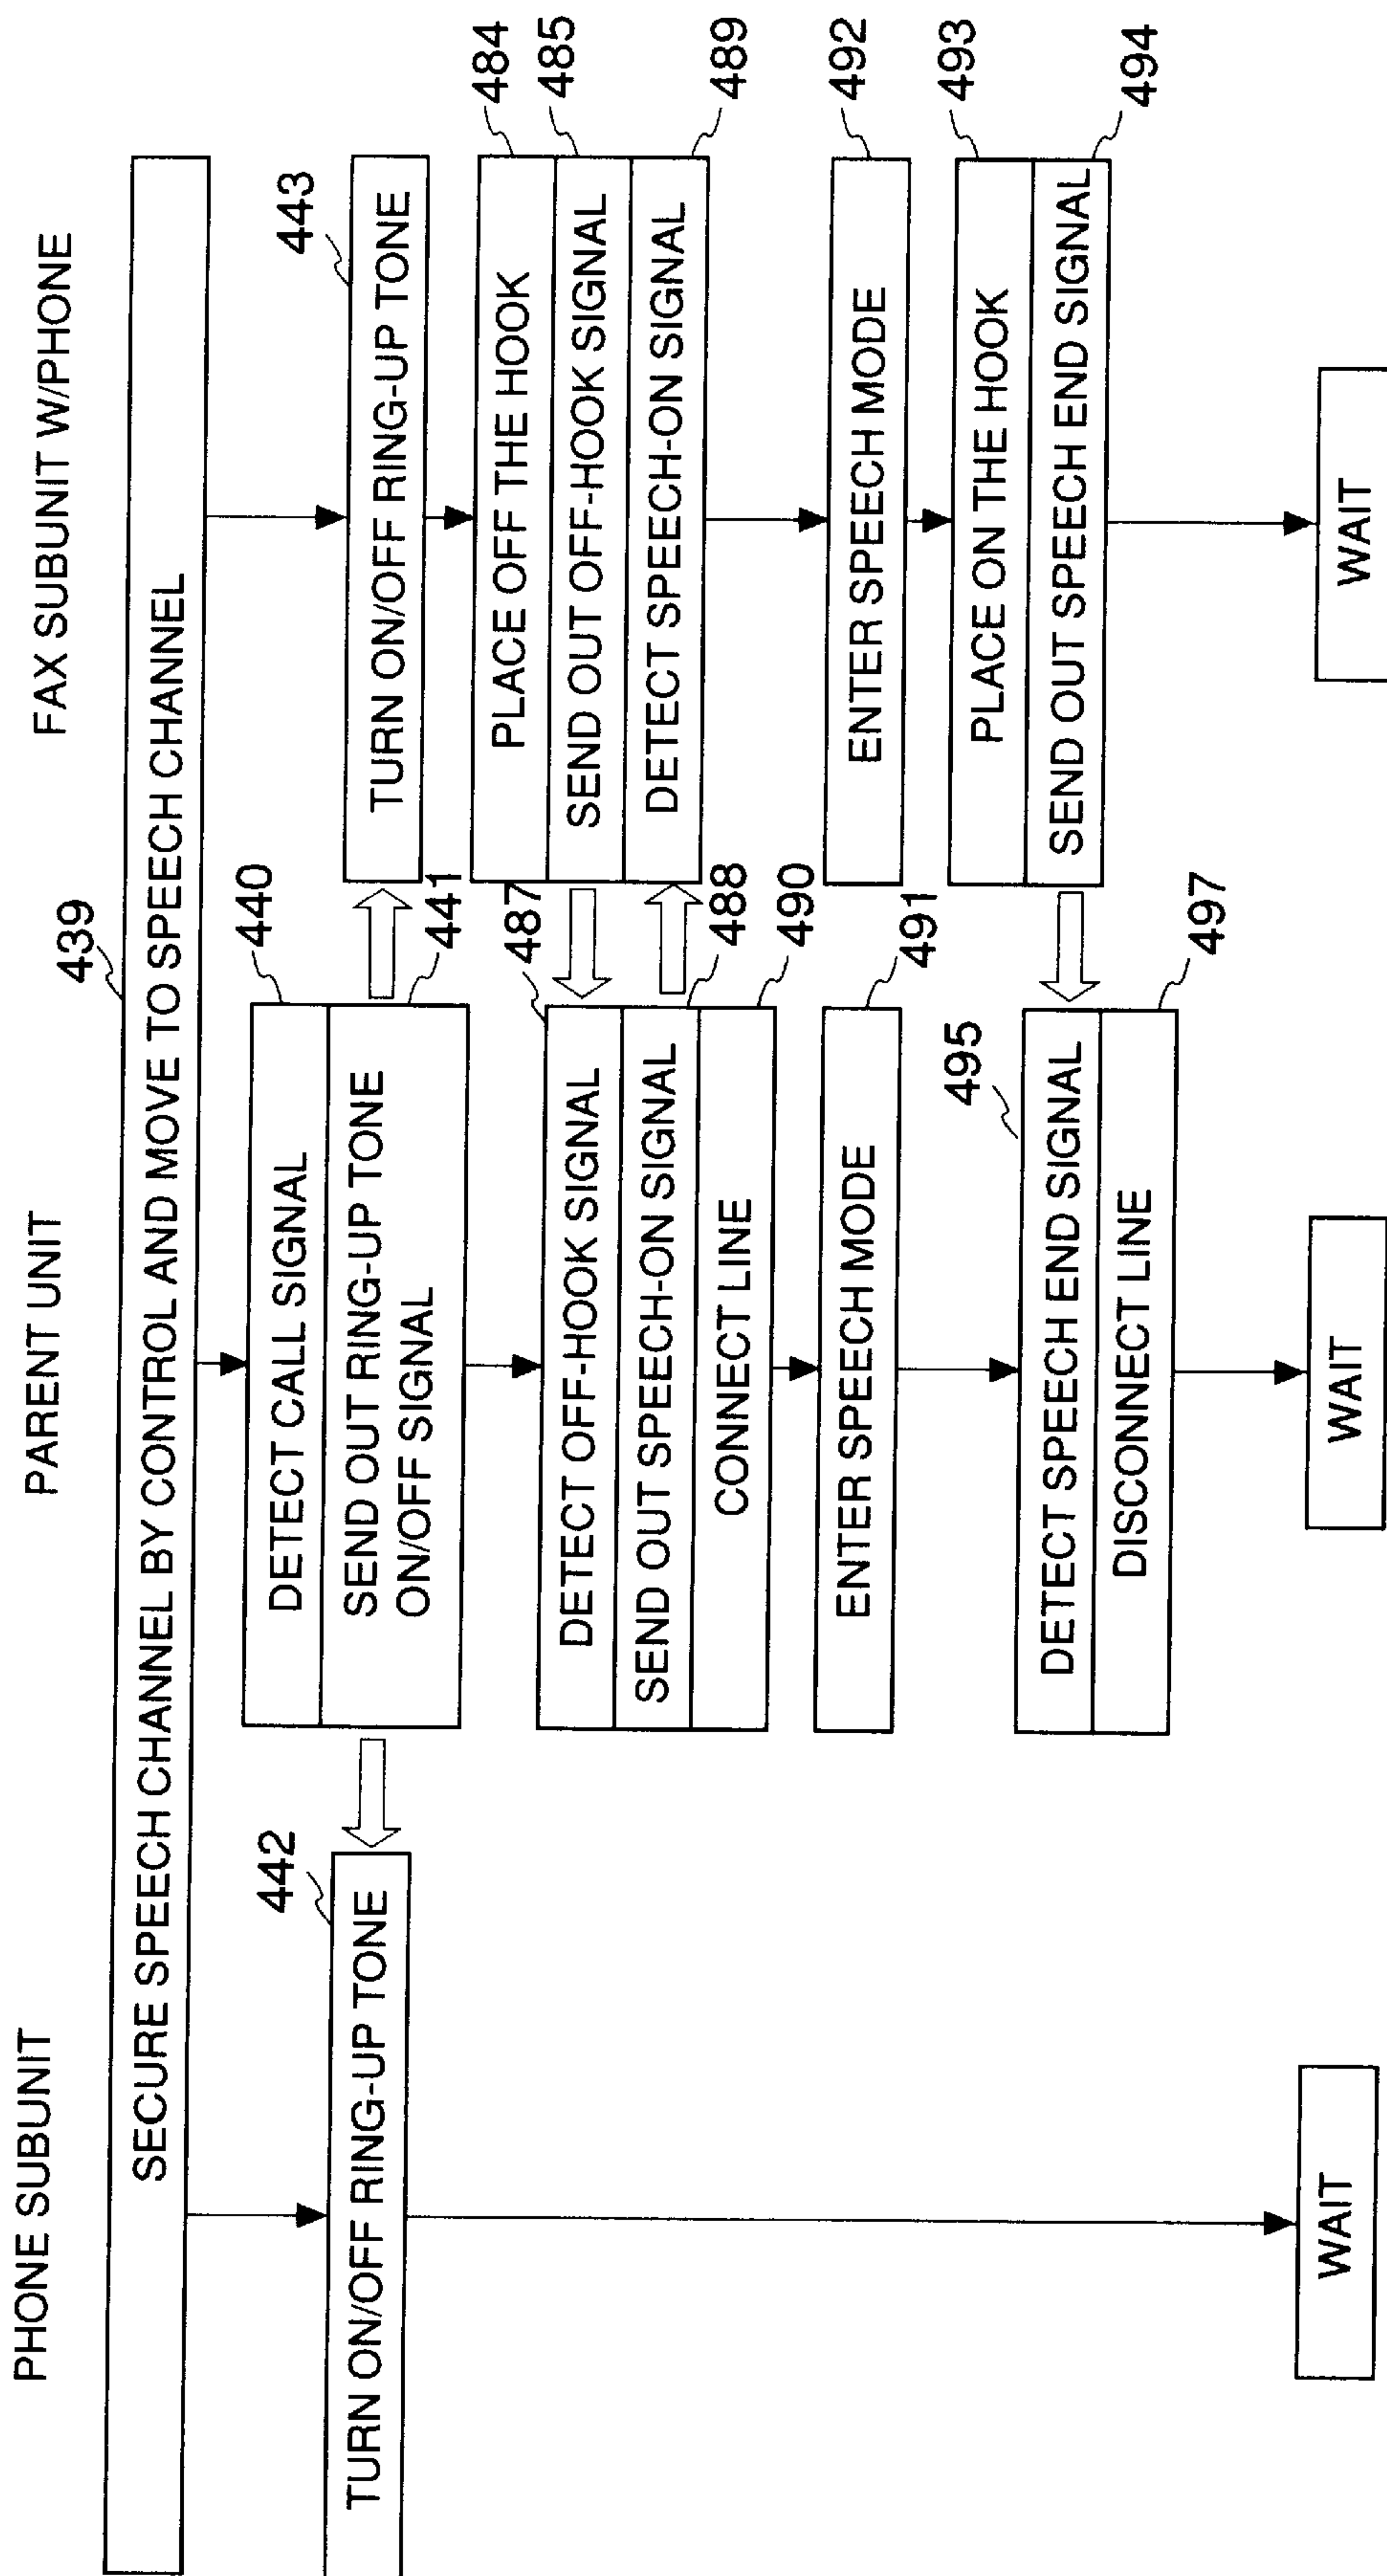 PHONE SUBUNIT
PARENT UNIT
FAX SUBUNIT W/PHONE
439
SECURE SPEECH CHANNEL BY CONTROL AND MOVE TO SPEECH CHANNEL
442
TURN ON/OFF RING-UP TONE
440
DETECT CALL SIGNAL
441
SEND OUT RING-UP TONE
ON/OFF SIGNAL
443
TURN ON/OFF RING-UP TONE
484
PLACE OFF THE HOOK
485
SEND OUT OFF-HOOK SIGNAL
489
DETECT SPEECH-ON SIGNAL
487
DETECT OFF-HOOK SIGNAL
488
SEND OUT SPEECH-ON SIGNAL
490
CONNECT LINE
491
ENTER SPEECH MODE
492
ENTER SPEECH MODE
493
PLACE ON THE HOOK
494
SEND OUT SPEECH END SIGNAL
495
DETECT SPEECH END SIGNAL
497
DISCONNECT LINE
WAIT
WAIT
WAIT